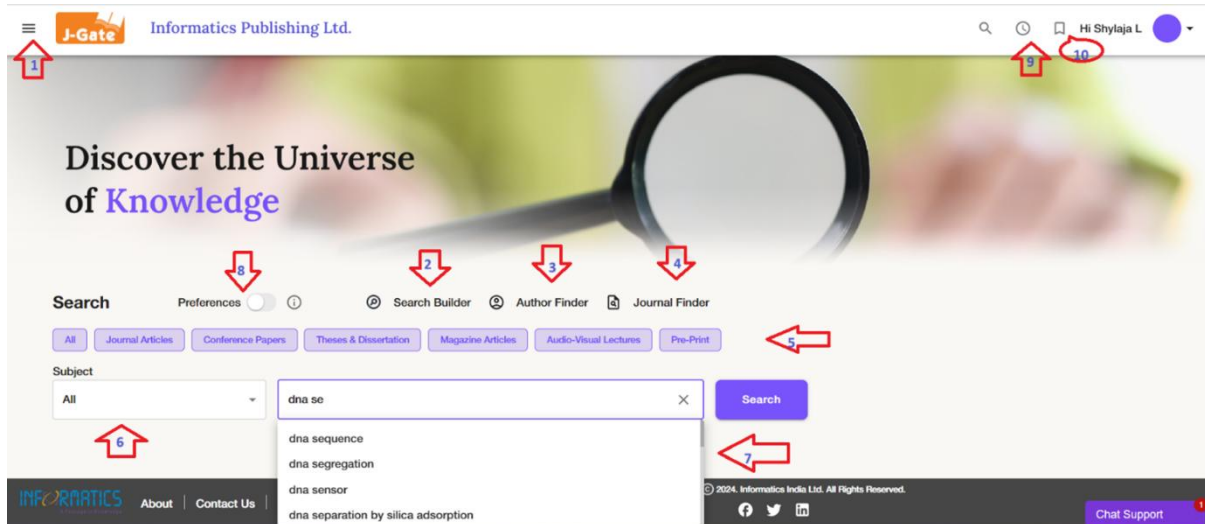 J-Gate
Informatics Publishing Ltd.
Hi Shylaja L
1
9
10
Discover the Universe
of Knowledge
8
2
3
4
Search
Preferences
Search Builder
Author Finder
Journal Finder
All
Journal Articles
Conference Papers
Theses & Dissertation
Magazine Articles
Audio-Visual Lectures
Pre-Print
5
Subject
All
dna se
Search
6
dna sequence
7
dna segregation
dna sensor
dna separation by silica adsorption
INFORMATICS
About | Contact Us |
© 2024. Informatics India Ltd. All Rights Reserved.
Chat Support
1